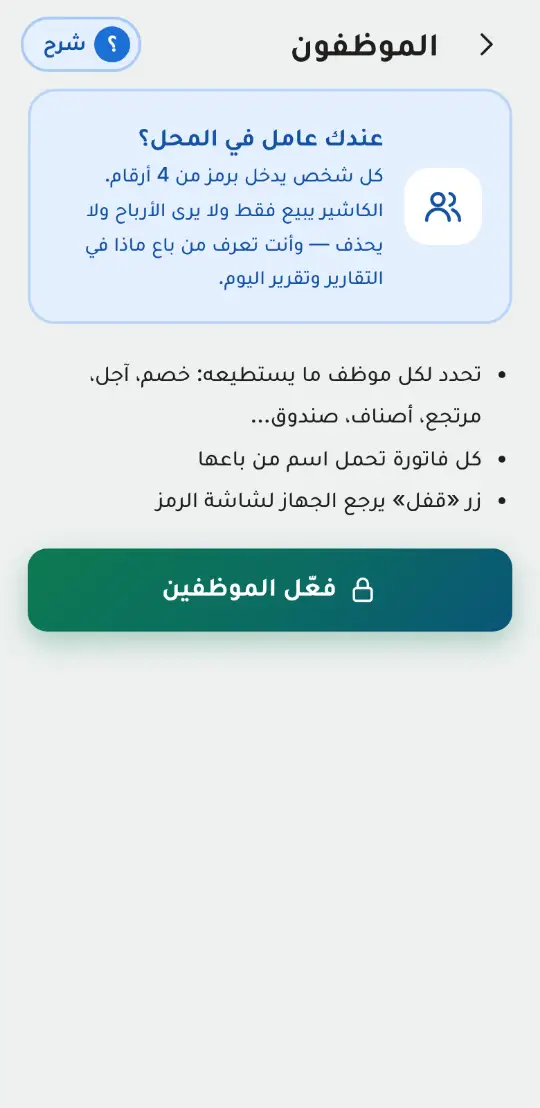 الموظفون
؟ شرح
عندك عامل في المحل؟
كل شخص يدخل برمز من 4 أرقام.
الكاشير يبيع فقط ولا يرى الأرباح ولا
يحذف — وأنت تعرف من باع ماذا في
التقارير وتقرير اليوم.
• تحدد لكل موظف ما يستطيعه: خصم، آجل،
مرتجع، أصناف، صندوق...
• كل فاتورة تحمل اسم من باعها
• زر «قفل» يرجع الجهاز لشاشة الرمز
فعّل الموظفين